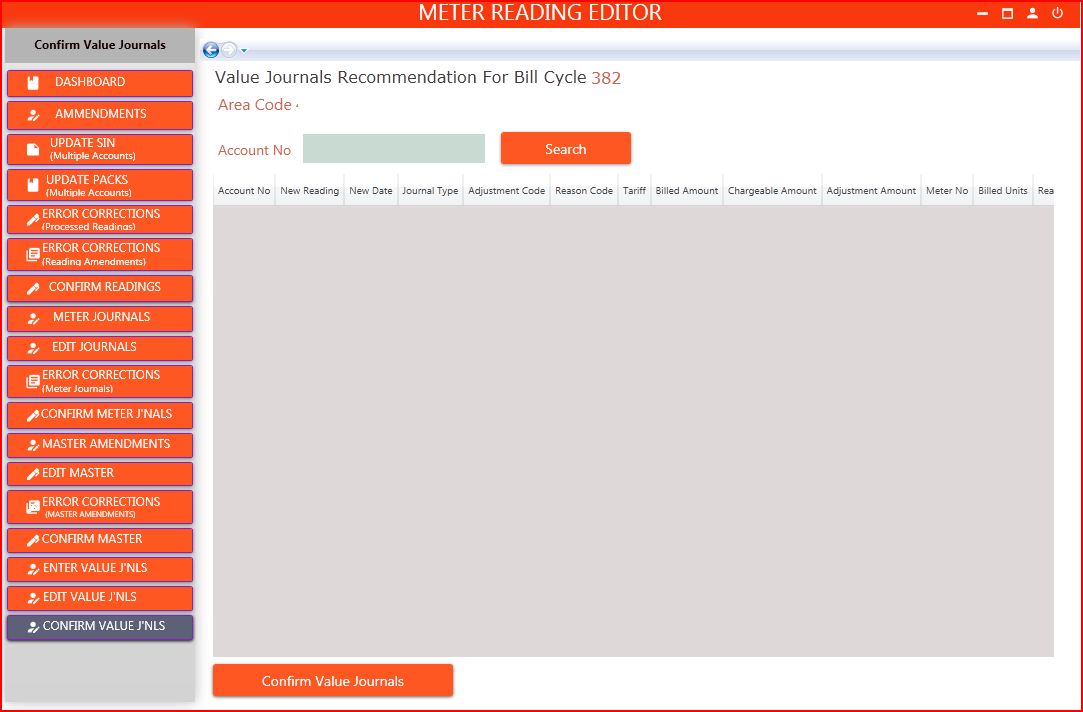 METER READING EDITOR
Confirm Value Journals
DASHBOARD
AMMENDMENTS
UPDATE SIN
(Multiple Accounts)
UPDATE PACKS
(Multiple Accounts)
ERROR CORRECTIONS
(Processed Readings)
ERROR CORRECTIONS
(Reading Amendments)
CONFIRM READINGS
METER JOURNALS
EDIT JOURNALS
ERROR CORRECTIONS
(Meter Journals)
CONFIRM METER J'NALS
MASTER AMENDMENTS
EDIT MASTER
ERROR CORRECTIONS
(MASTER AMENDMENTS)
CONFIRM MASTER
ENTER VALUE J'NLS
EDIT VALUE J'NLS
CONFIRM VALUE J'NLS
Value Journals Recommendation For Bill Cycle 382
Area Code
Account No Search
Account No New Reading New Date Journal Type Adjustment Code Reason Code Tariff Billed Amount Chargeable Amount Adjustment Amount Meter No Billed Units Rea
Confirm Value Journals